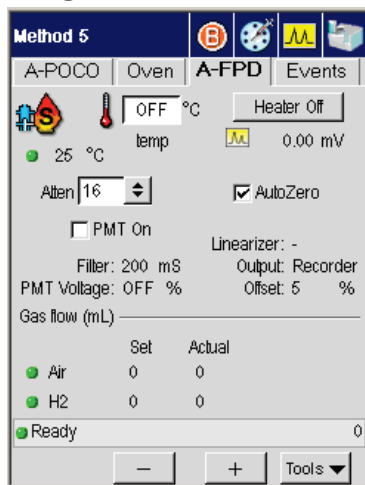 Method 5
B
A-POCO Oven A-FPD Events
S OFF °C Heater Off
temp 0.00 mV
25 °C
Atten 16 AutoZero
PMT On
Linearizer: -
Filter: 200 mS Output: Recorder
PMT Voltage: OFF % Offset: 5 %
Gas flow (mL)
Set Actual
Air 0 0
H2 0 0
Ready 0
– + Tools